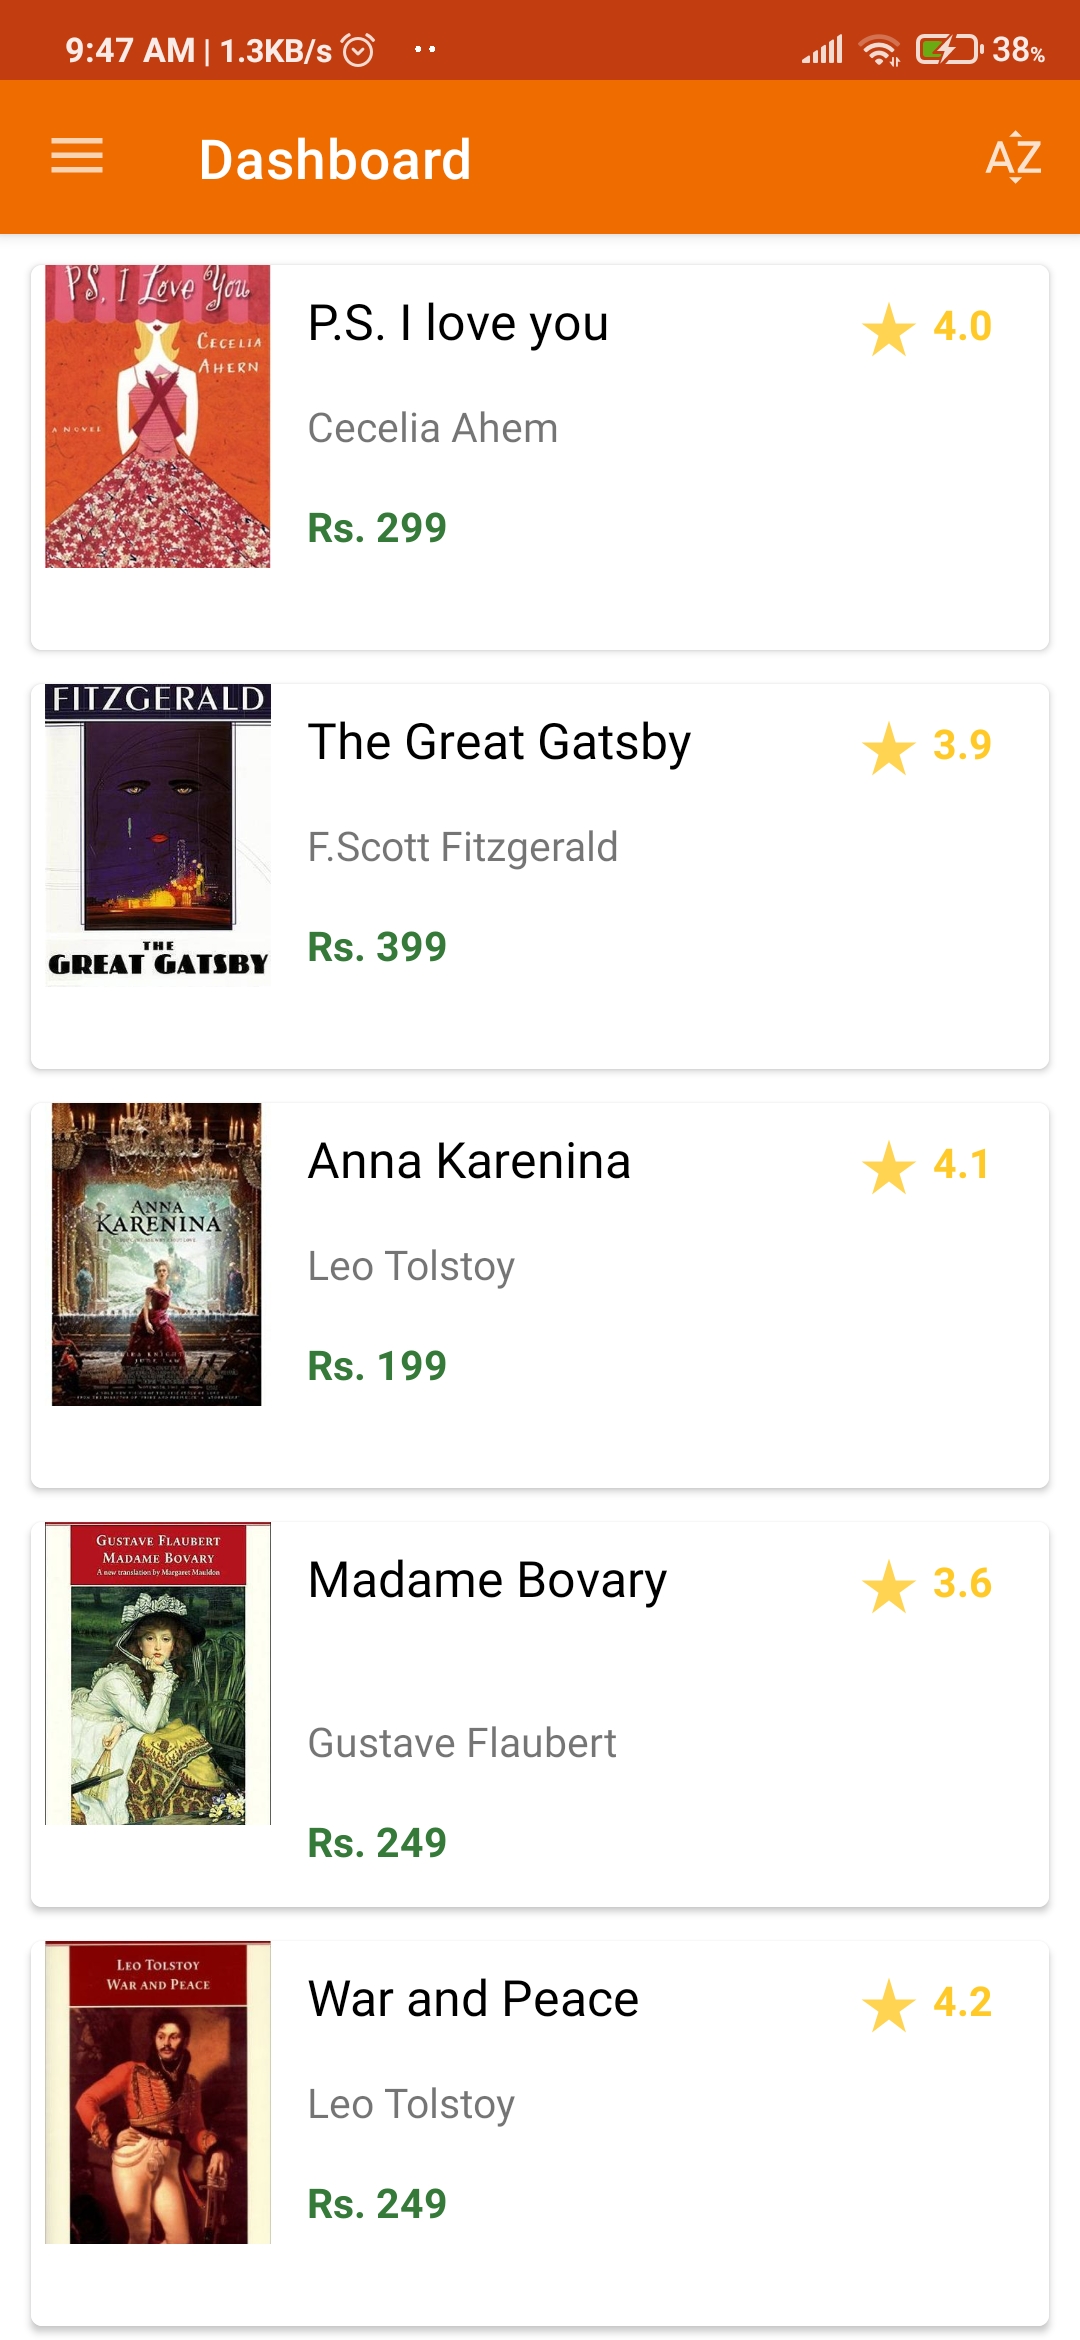 9:47 AM | 1.3KB/s
38%
Dashboard
AZ
P.S. I Love You
CECELIA
AHERN
A NOVEL
P.S. I love you
4.0
Cecelia Ahem
Rs. 299
FITZGERALD
THE
GREAT GATSBY
The Great Gatsby
3.9
F.Scott Fitzgerald
Rs. 399
ANNA
KARENINA
Anna Karenina
4.1
Leo Tolstoy
Rs. 199
GUSTAVE FLAUBERT
MADAME BOVARY
A new translation by Margaret Mauldon
Madame Bovary
3.6
Gustave Flaubert
Rs. 249
LEO TOLSTOY
WAR AND PEACE
War and Peace
4.2
Leo Tolstoy
Rs. 249